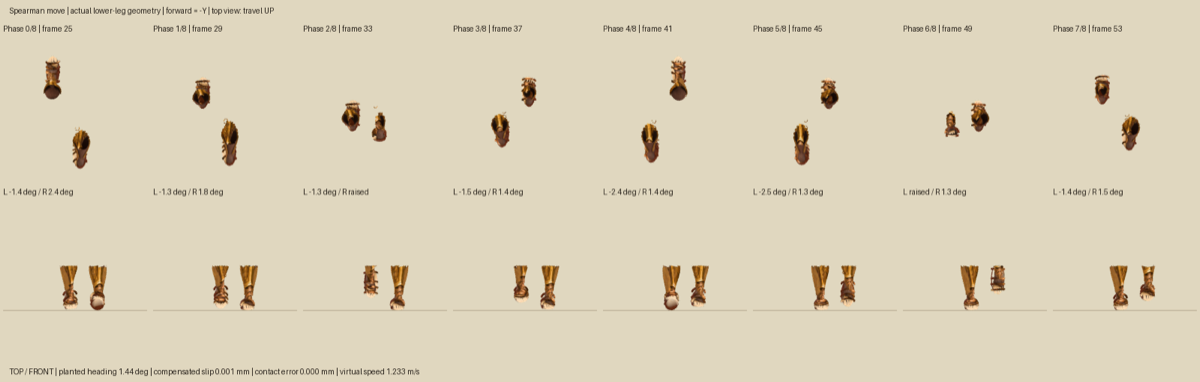 Spearman move | actual lower-leg geometry | forward = -Y | top view: travel UP
Phase 0/8 | frame 25
Phase 1/8 | frame 29
Phase 2/8 | frame 33
Phase 3/8 | frame 37
Phase 4/8 | frame 41
Phase 5/8 | frame 45
Phase 6/8 | frame 49
Phase 7/8 | frame 53
L -1.4 deg / R 2.4 deg
L -1.3 deg / R 1.8 deg
L -1.3 deg / R raised
L -1.5 deg / R 1.4 deg
L -2.4 deg / R 1.4 deg
L -2.5 deg / R 1.3 deg
L raised / R 1.3 deg
L -1.4 deg / R 1.5 deg
TOP / FRONT | planted heading 1.44 deg | compensated slip 0.001 mm | contact error 0.000 mm | virtual speed 1.233 m/s